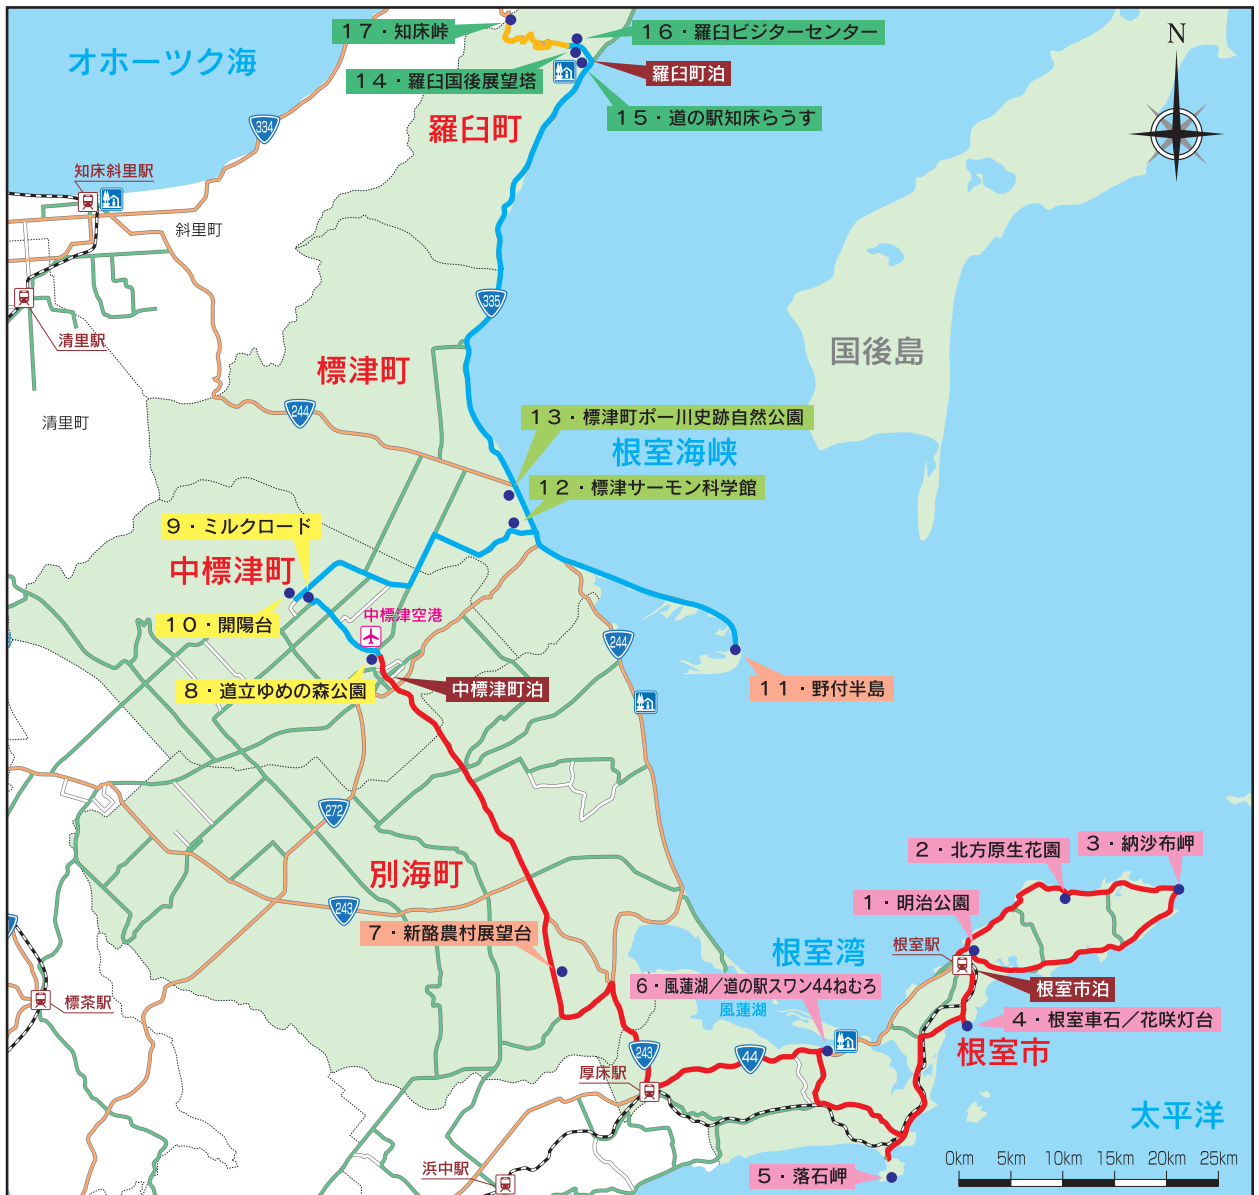 17・知床峠
16・羅臼ビジターセンター
オホーツク海
N
14・羅臼国後展望塔
羅臼町泊
15・道の駅知床らうす
羅臼町
334
知床斜里駅
斜里町
335
清里駅
国後島
標津町
244
清里町
13・標津町ポー川史跡自然公園
根室海峡
12・標津サーモン科学館
9・ミルクロード
中標津町
中標津空港
10・開陽台
244
8・道立ゆめの森公園
中標津町泊
11・野付半島
272
別海町
2・北方原生花園
3・納沙布岬
243
1・明治公園
7・新酪農村展望台
根室湾
根室駅
6・風蓮湖／道の駅スワン44ねむろ
根室市泊
標茶駅
風蓮湖
4・根室車石／花咲灯台
根室市
243
44
厚床駅
太平洋
浜中駅
5・落石岬
0km 5km 10km 15km 20km 25km